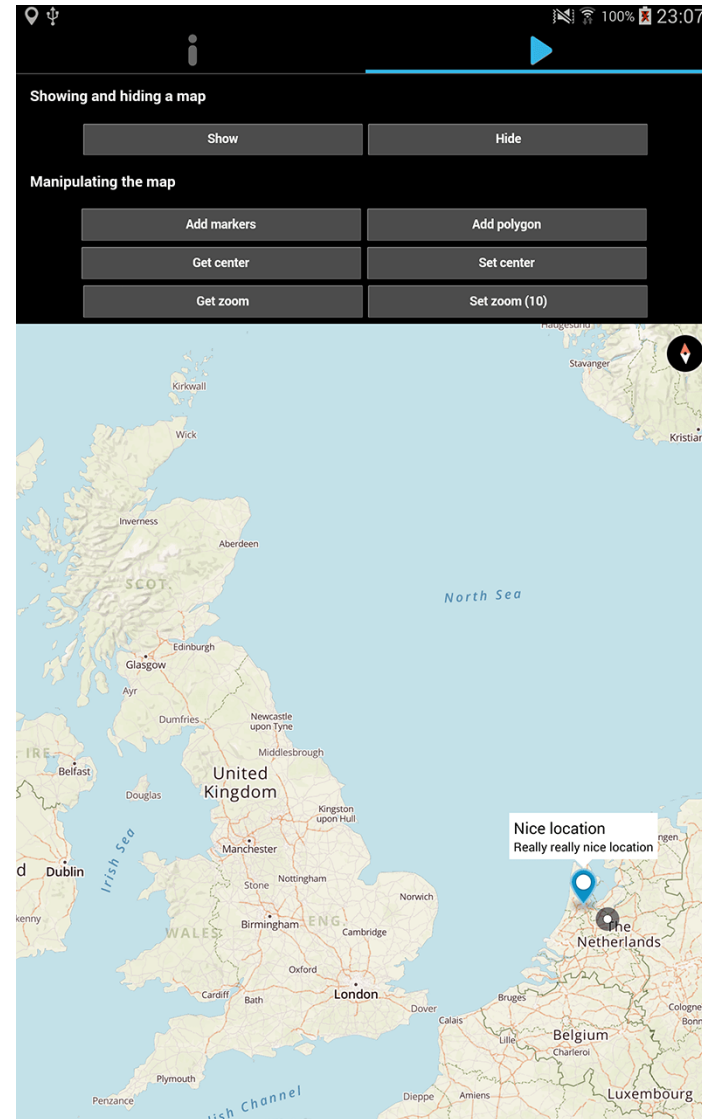 100% 23:07
Showing and hiding a map
Show Hide
Manipulating the map
Add markers Add polygon
Get center Set center
Get zoom Set zoom (10)
Haugesund
Stavanger
Kirkwall
Wick
Kristian
Inverness
Aberdeen
SCOT.
North Sea
Edinburgh
Glasgow
Ayr
Dumfries
Newcastle
upon Tyne
Middlesbrough
IRE.
Belfast
United
Kingdom
Douglas
Kingston
upon Hull
Irish Sea
Nice location
Really really nice location
ngen
Manchester
d Dublin
Stone
Nottingham
Norwich
kenny
Birmingham
ENG.
WALES
Cambridge
The
Netherlands
Oxford
London
Cardiff
Bath
Bruges
Dover
Calais
Cologne
Bonn
Lille
Belgium
Charleroi
Plymouth
Penzance
lish Channel
Dieppe
Amiens
Luxembourg